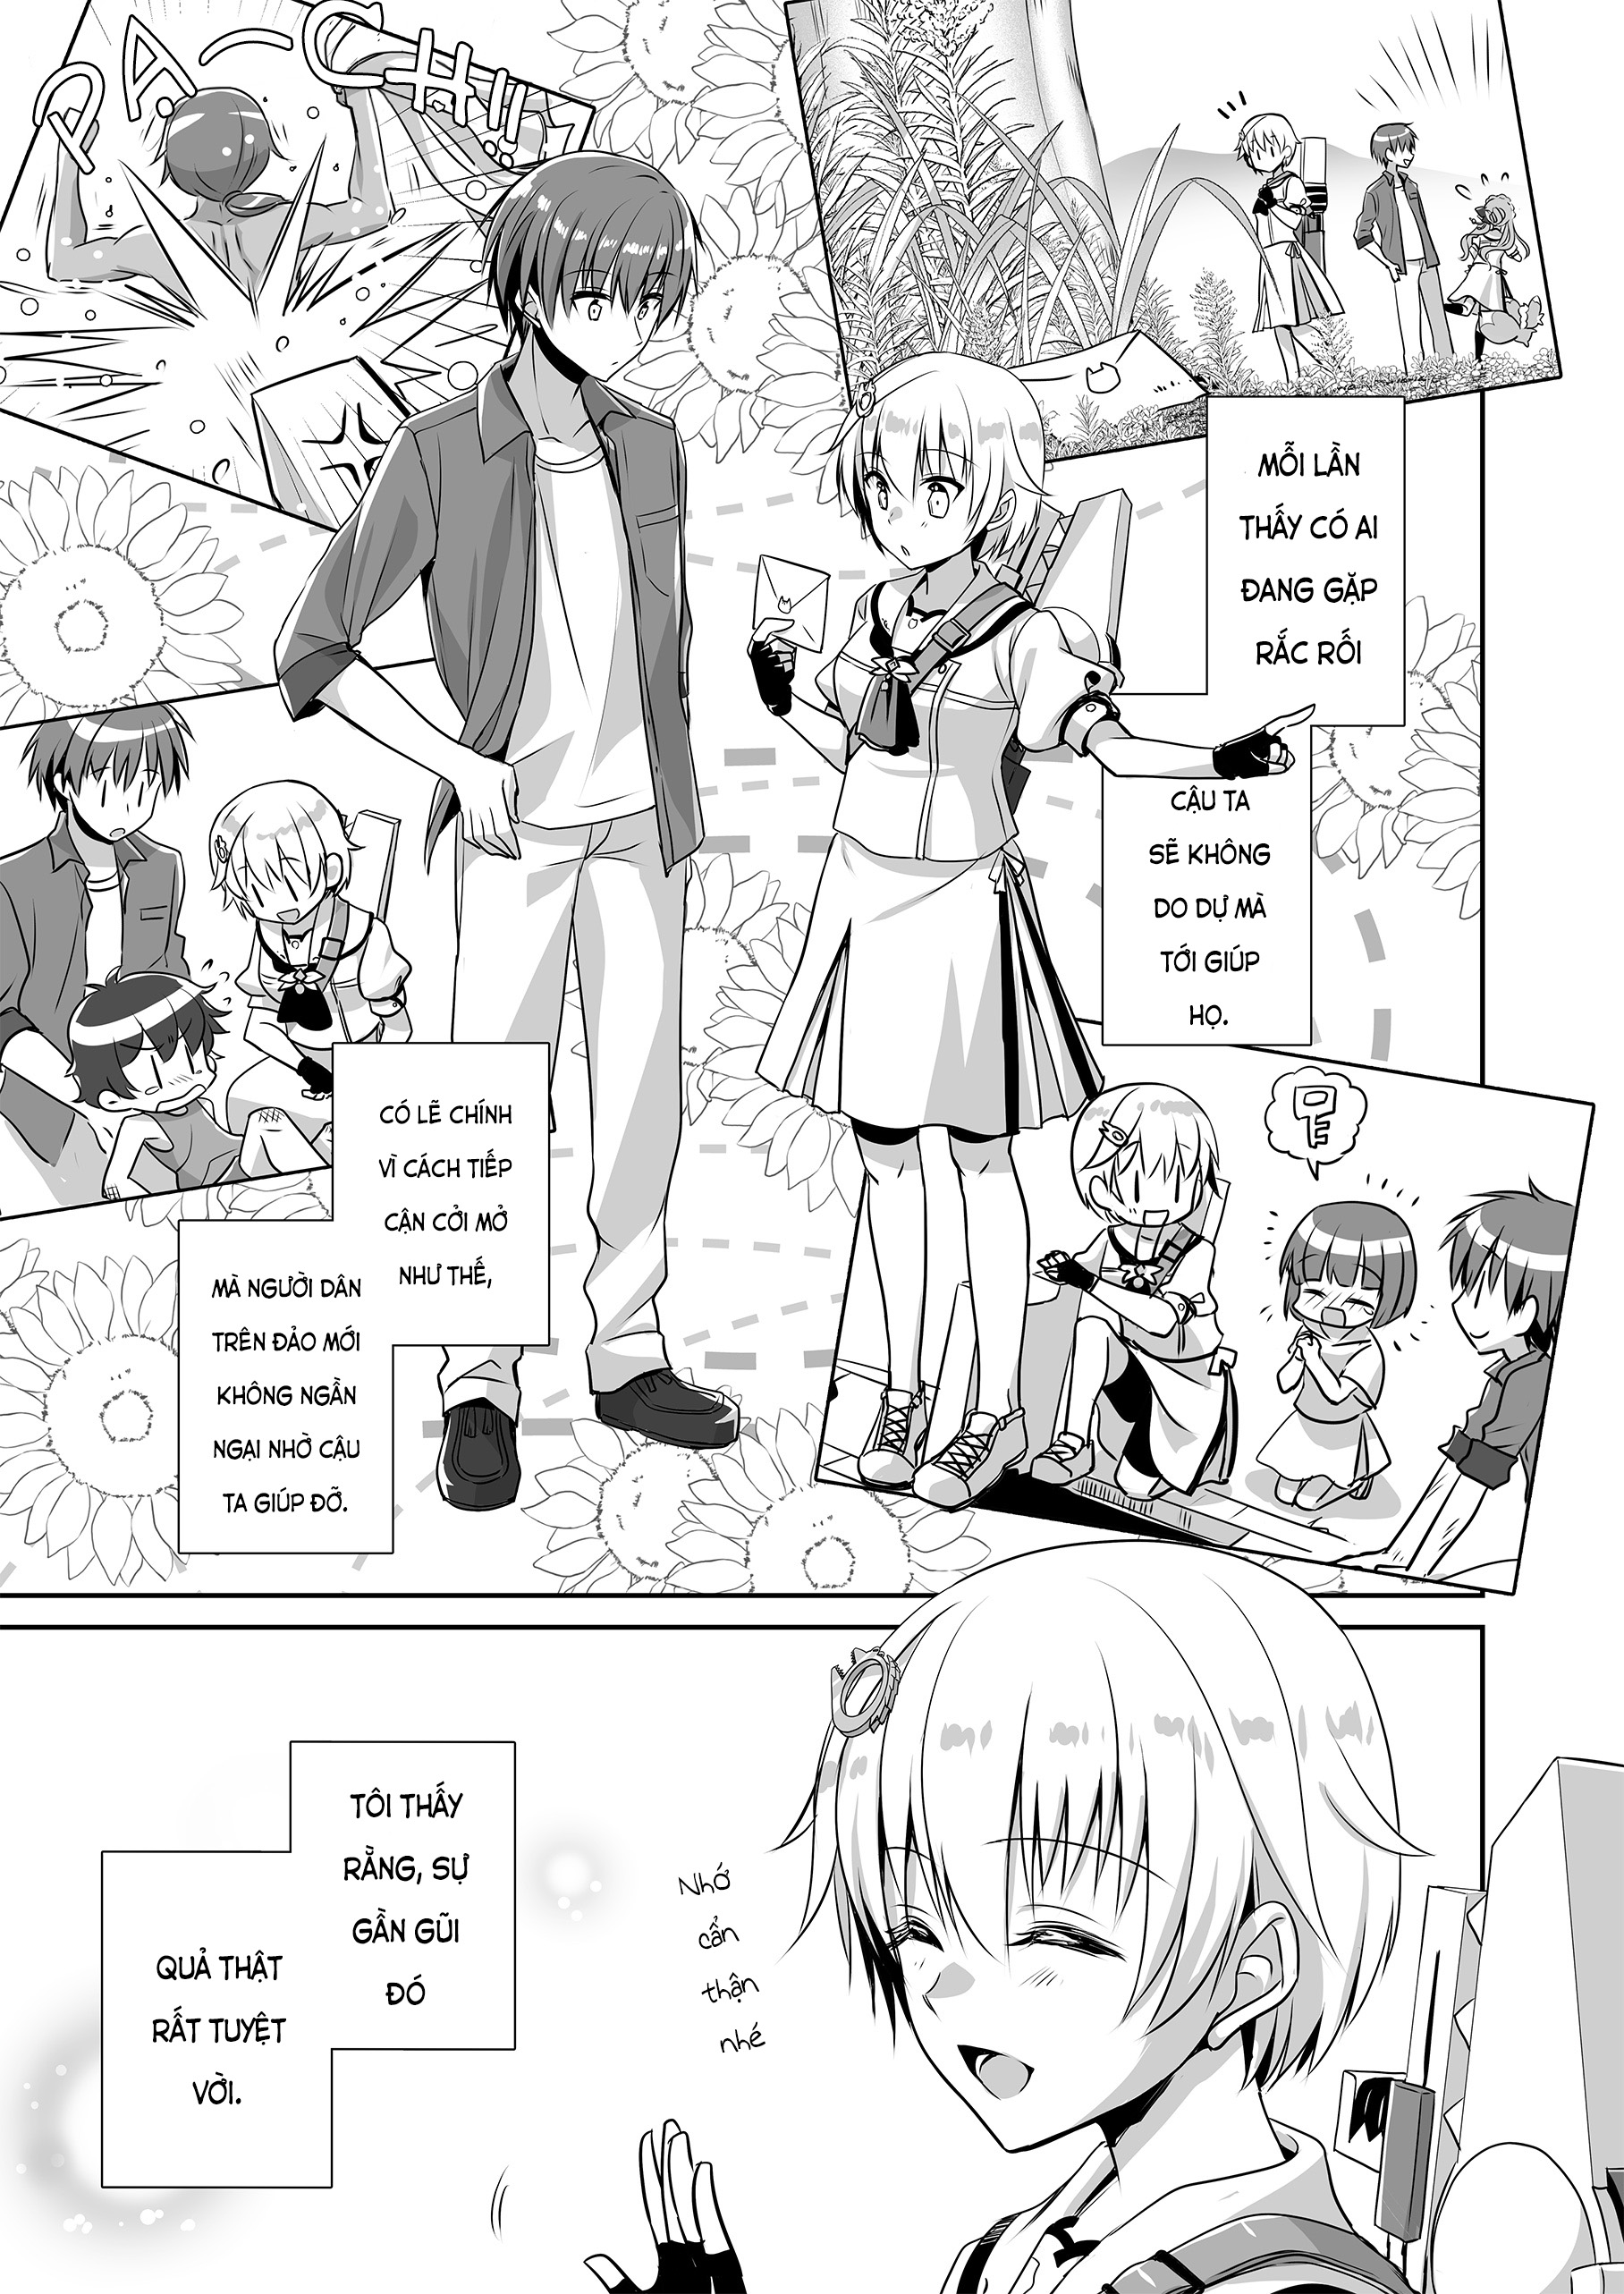 PA-CH!!
MỖI LẦN
THẤY CÓ AI
ĐANG GẶP
RẮC RỐI
CẬU TA
SẼ KHÔNG
DO DỰ MÀ
TỚI GIÚP
HỌ.
CÓ LẼ CHÍNH
VÌ CÁCH TIẾP
CẬN CỞI MỞ
NHƯ THẾ,
MÀ NGƯỜI DÂN
TRÊN ĐẢO MỚI
KHÔNG NGẦN
NGẠI NHỜ CẬU
TA GIÚP ĐỠ.
TÔI THẤY
RẰNG, SỰ
GẦN GŨI
ĐÓ
QUẢ THẬT
RẤT TUYỆT
VỜI.
Nhớ
cẩn
thận
nhé